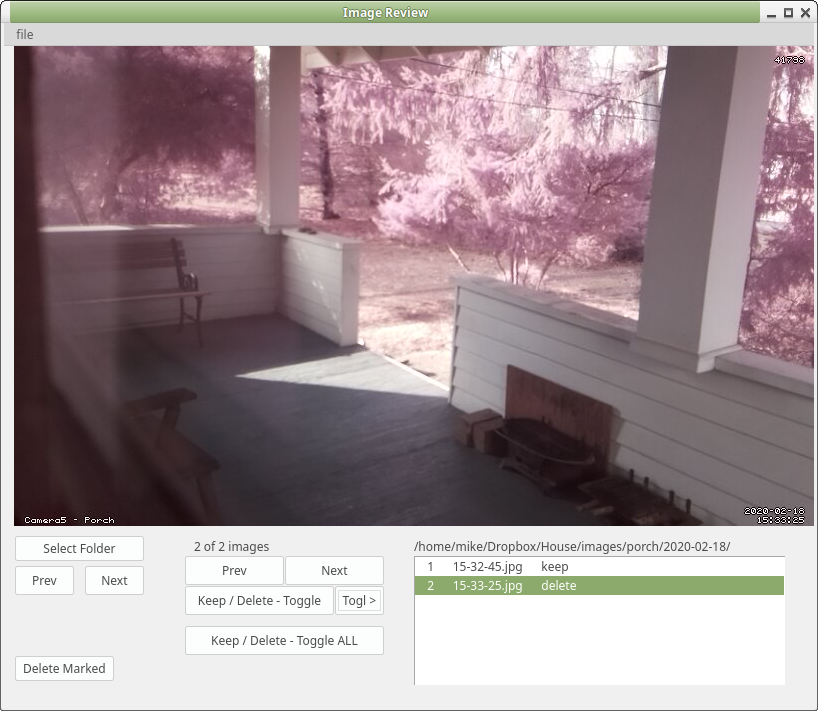 Image Review
file
41738
Camera5 - Porch
2020-02-18
15:33:25
Select Folder
Prev
Next
2 of 2 images
Prev
Next
Keep / Delete - Toggle
Togl >
Keep / Delete - Toggle ALL
Delete Marked
/home/mike/Dropbox/House/images/porch/2020-02-18/
1 15-32-45.jpg keep
2 15-33-25.jpg delete